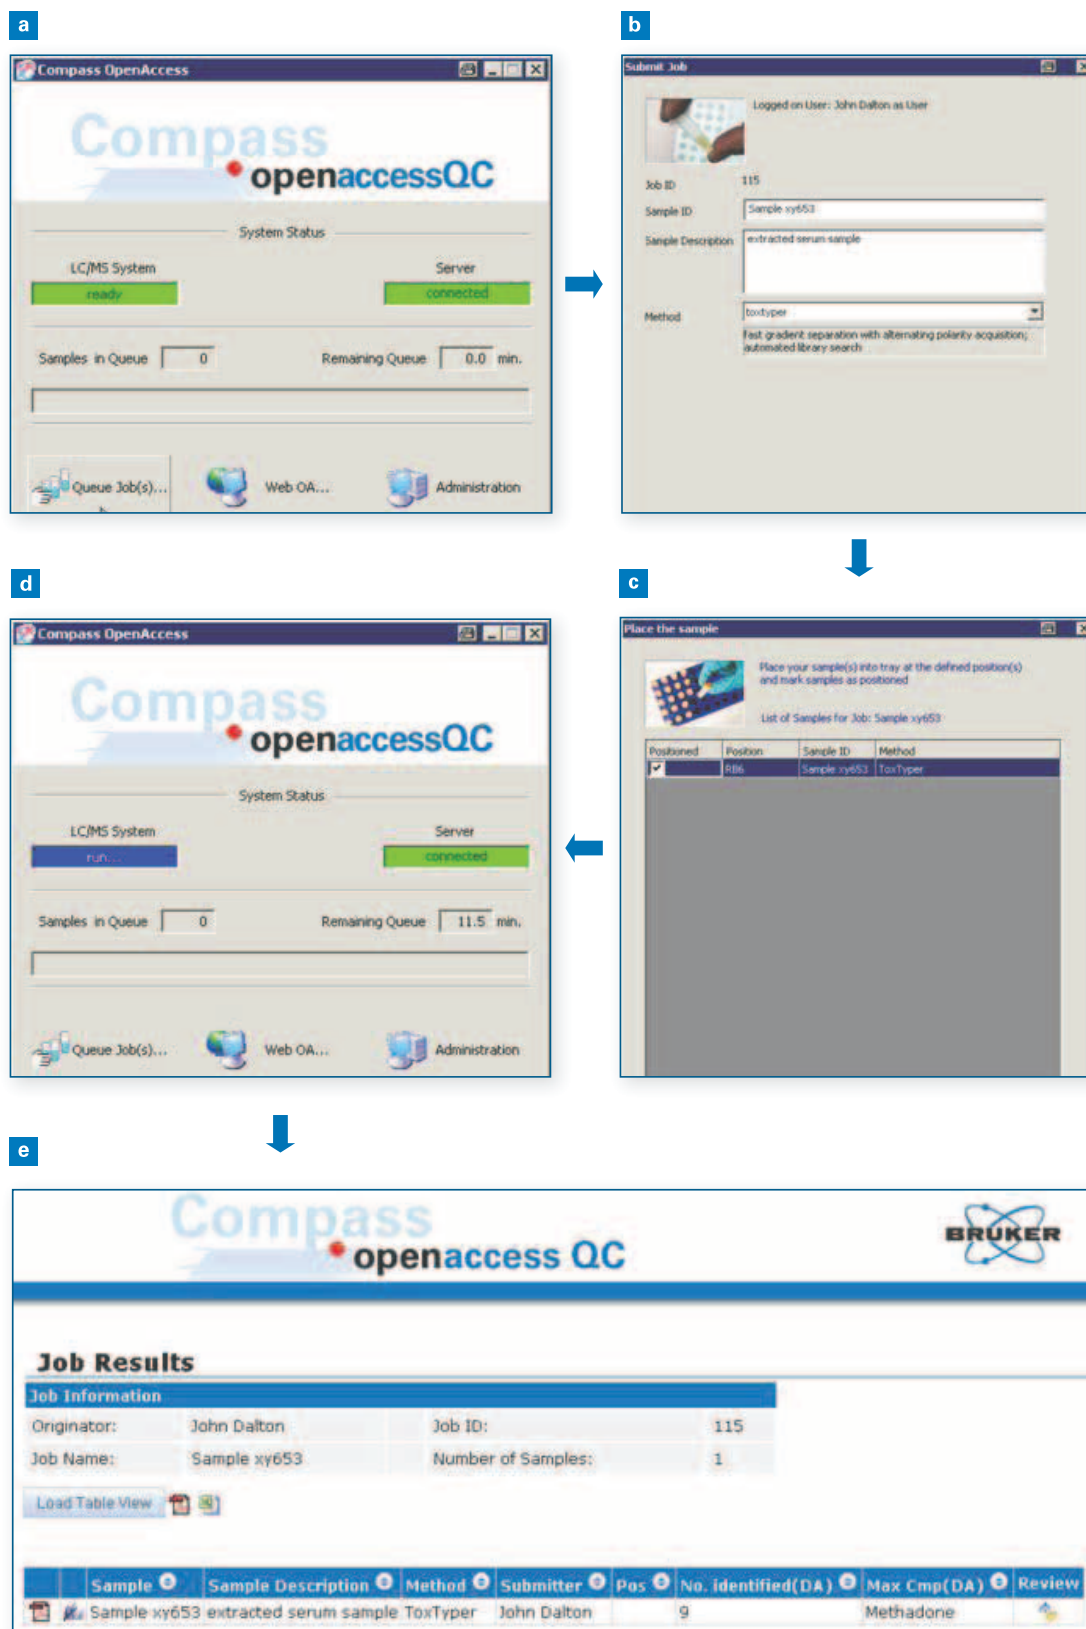 a
Compass OpenAccess
Compass
openaccessQC
System Status
LC/MS System
Server
ready
connected
Samples in Queue 0 Remaining Queue 0.0 min.
Queue Job(s)... Web OA... Administration
b
Submit Job
Logged on User: John Dalton as User
Job ID 115
Sample ID Sample xy653
Sample Description extracted serum sample
Method toxtyper
fast gradient separation with alternating polarity acquisition;
automated library search
d
Compass OpenAccess
Compass
openaccessQC
System Status
LC/MS System
Server
run...
connected
Samples in Queue 0 Remaining Queue 11.5 min.
Queue Job(s)... Web OA... Administration
c
Place the sample
Place your sample(s) into tray at the defined position(s)
and mark samples as positioned
List of Samples for Job: Sample xy653
Positioned Position Sample ID Method
RB6 Sample xy653 ToxTyper
e
Compass
openaccess QC
BRUKER
Job Results
Job Information
Originator: John Dalton Job ID: 115
Job Name: Sample xy653 Number of Samples: 1
Load Table View
Sample Sample Description Method Submitter Pos No. identified(DA) Max Cmp(DA) Review
Sample xy653 extracted serum sample ToxTyper John Dalton 9 Methadone